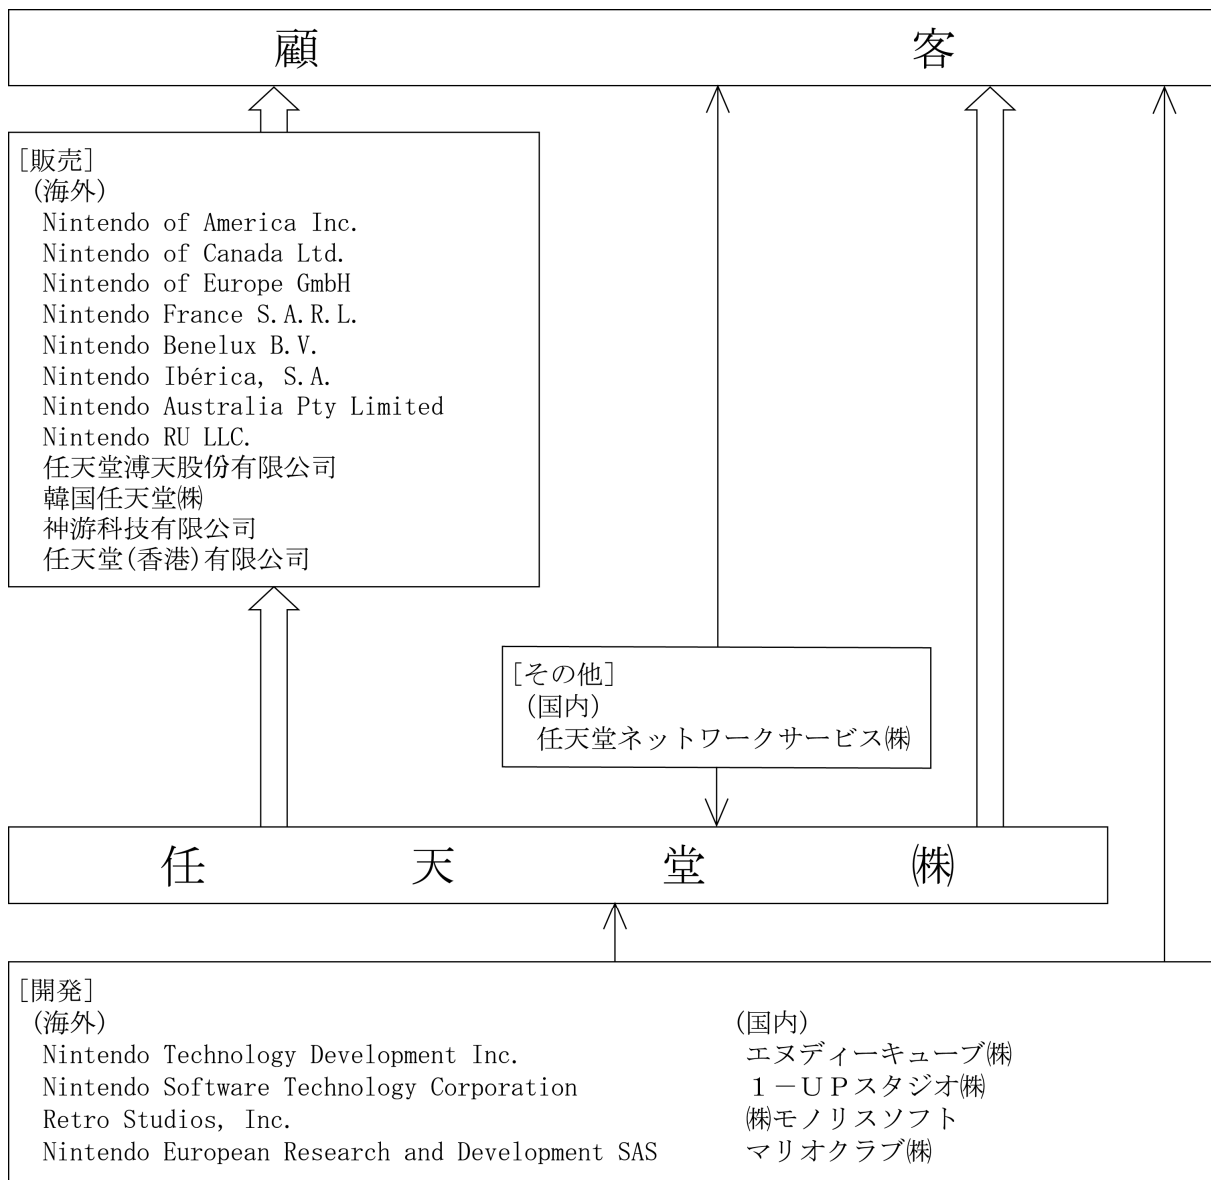 顧客
[販売]
(海外)
Nintendo of America Inc.
Nintendo of Canada Ltd.
Nintendo of Europe GmbH
Nintendo France S.A.R.L.
Nintendo Benelux B.V.
Nintendo Ibérica, S.A.
Nintendo Australia Pty Limited
Nintendo RU LLC.
任天堂溥天股份有限公司
韓国任天堂㈱
神游科技有限公司
任天堂(香港)有限公司
[その他]
(国内)
任天堂ネットワークサービス㈱
任天堂㈱
[開発]
(海外)
Nintendo Technology Development Inc.
Nintendo Software Technology Corporation
Retro Studios, Inc.
Nintendo European Research and Development SAS
(国内)
エヌディーキューブ㈱
1-UPスタジオ㈱
㈱モノリスソフト
マリオクラブ㈱